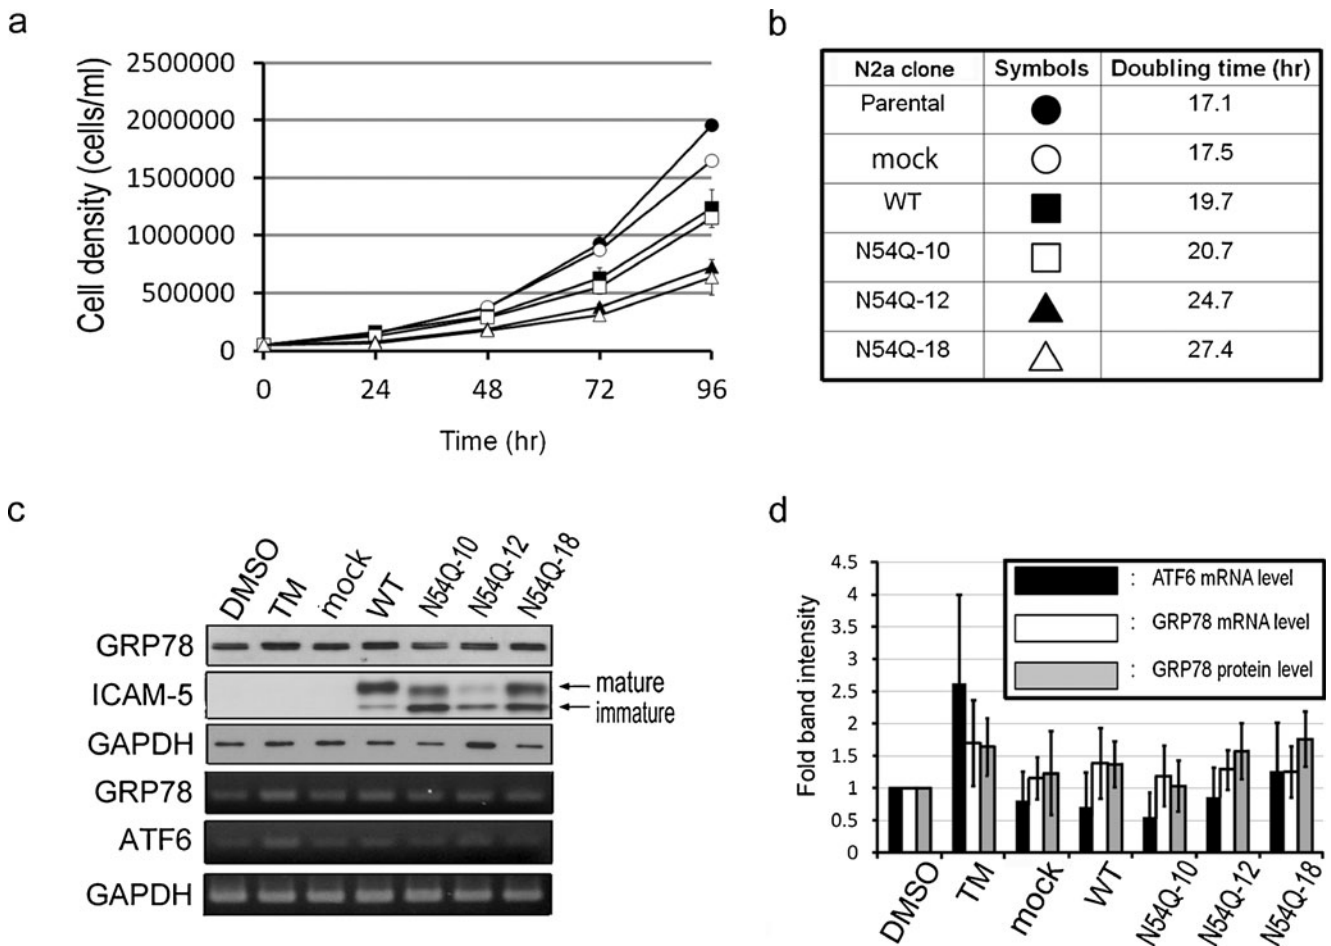 a
2500000
2000000
1500000
1000000
500000
0
0 24 48 72 96
Cell density (cells/ml)
Time (hr)
b
N2a clone Symbols Doubling time (hr)
Parental 17.1
mock 17.5
WT 19.7
N54Q-10 20.7
N54Q-12 24.7
N54Q-18 27.4
c
DMSO TM mock WT N54Q-10 N54Q-12 N54Q-18
GRP78
ICAM-5 mature
immature
GAPDH
GRP78
ATF6
GAPDH
d
4.5
4
3.5
3
2.5
2
1.5
1
0.5
0
Fold band intensity
: ATF6 mRNA level
: GRP78 mRNA level
: GRP78 protein level
DMSO TM mock WT N54Q-10 N54Q-12 N54Q-18